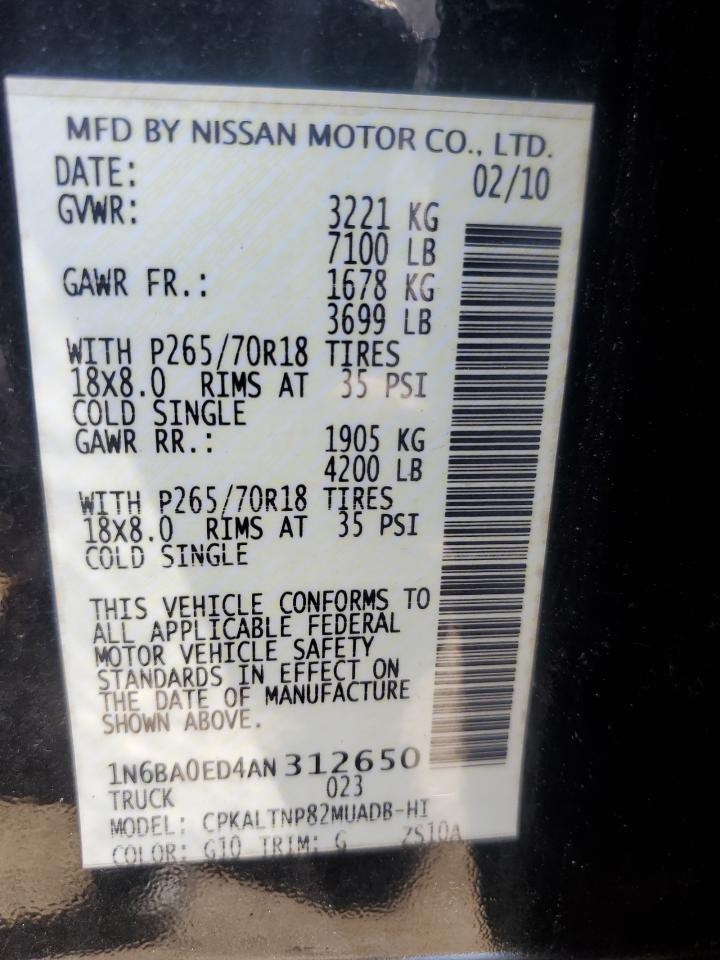 MFD BY NISSAN MOTOR CO., LTD.
DATE: 02/10
GVWR: 3221 KG
7100 LB
GAWR FR.: 1678 KG
3699 LB
WITH P265/70R18 TIRES
18X8.0 RIMS AT 35 PSI
COLD SINGLE
GAWR RR.: 1905 KG
4200 LB
WITH P265/70R18 TIRES
18X8.0 RIMS AT 35 PSI
COLD SINGLE
THIS VEHICLE CONFORMS TO
ALL APPLICABLE FEDERAL
MOTOR VEHICLE SAFETY
STANDARDS IN EFFECT ON
THE DATE OF MANUFACTURE
SHOWN ABOVE.
1N6BA0ED4AN312650
TRUCK 023
MODEL: CPKALTNP82MUADB-HI
COLOR: G10 TRIM: G ZS10A